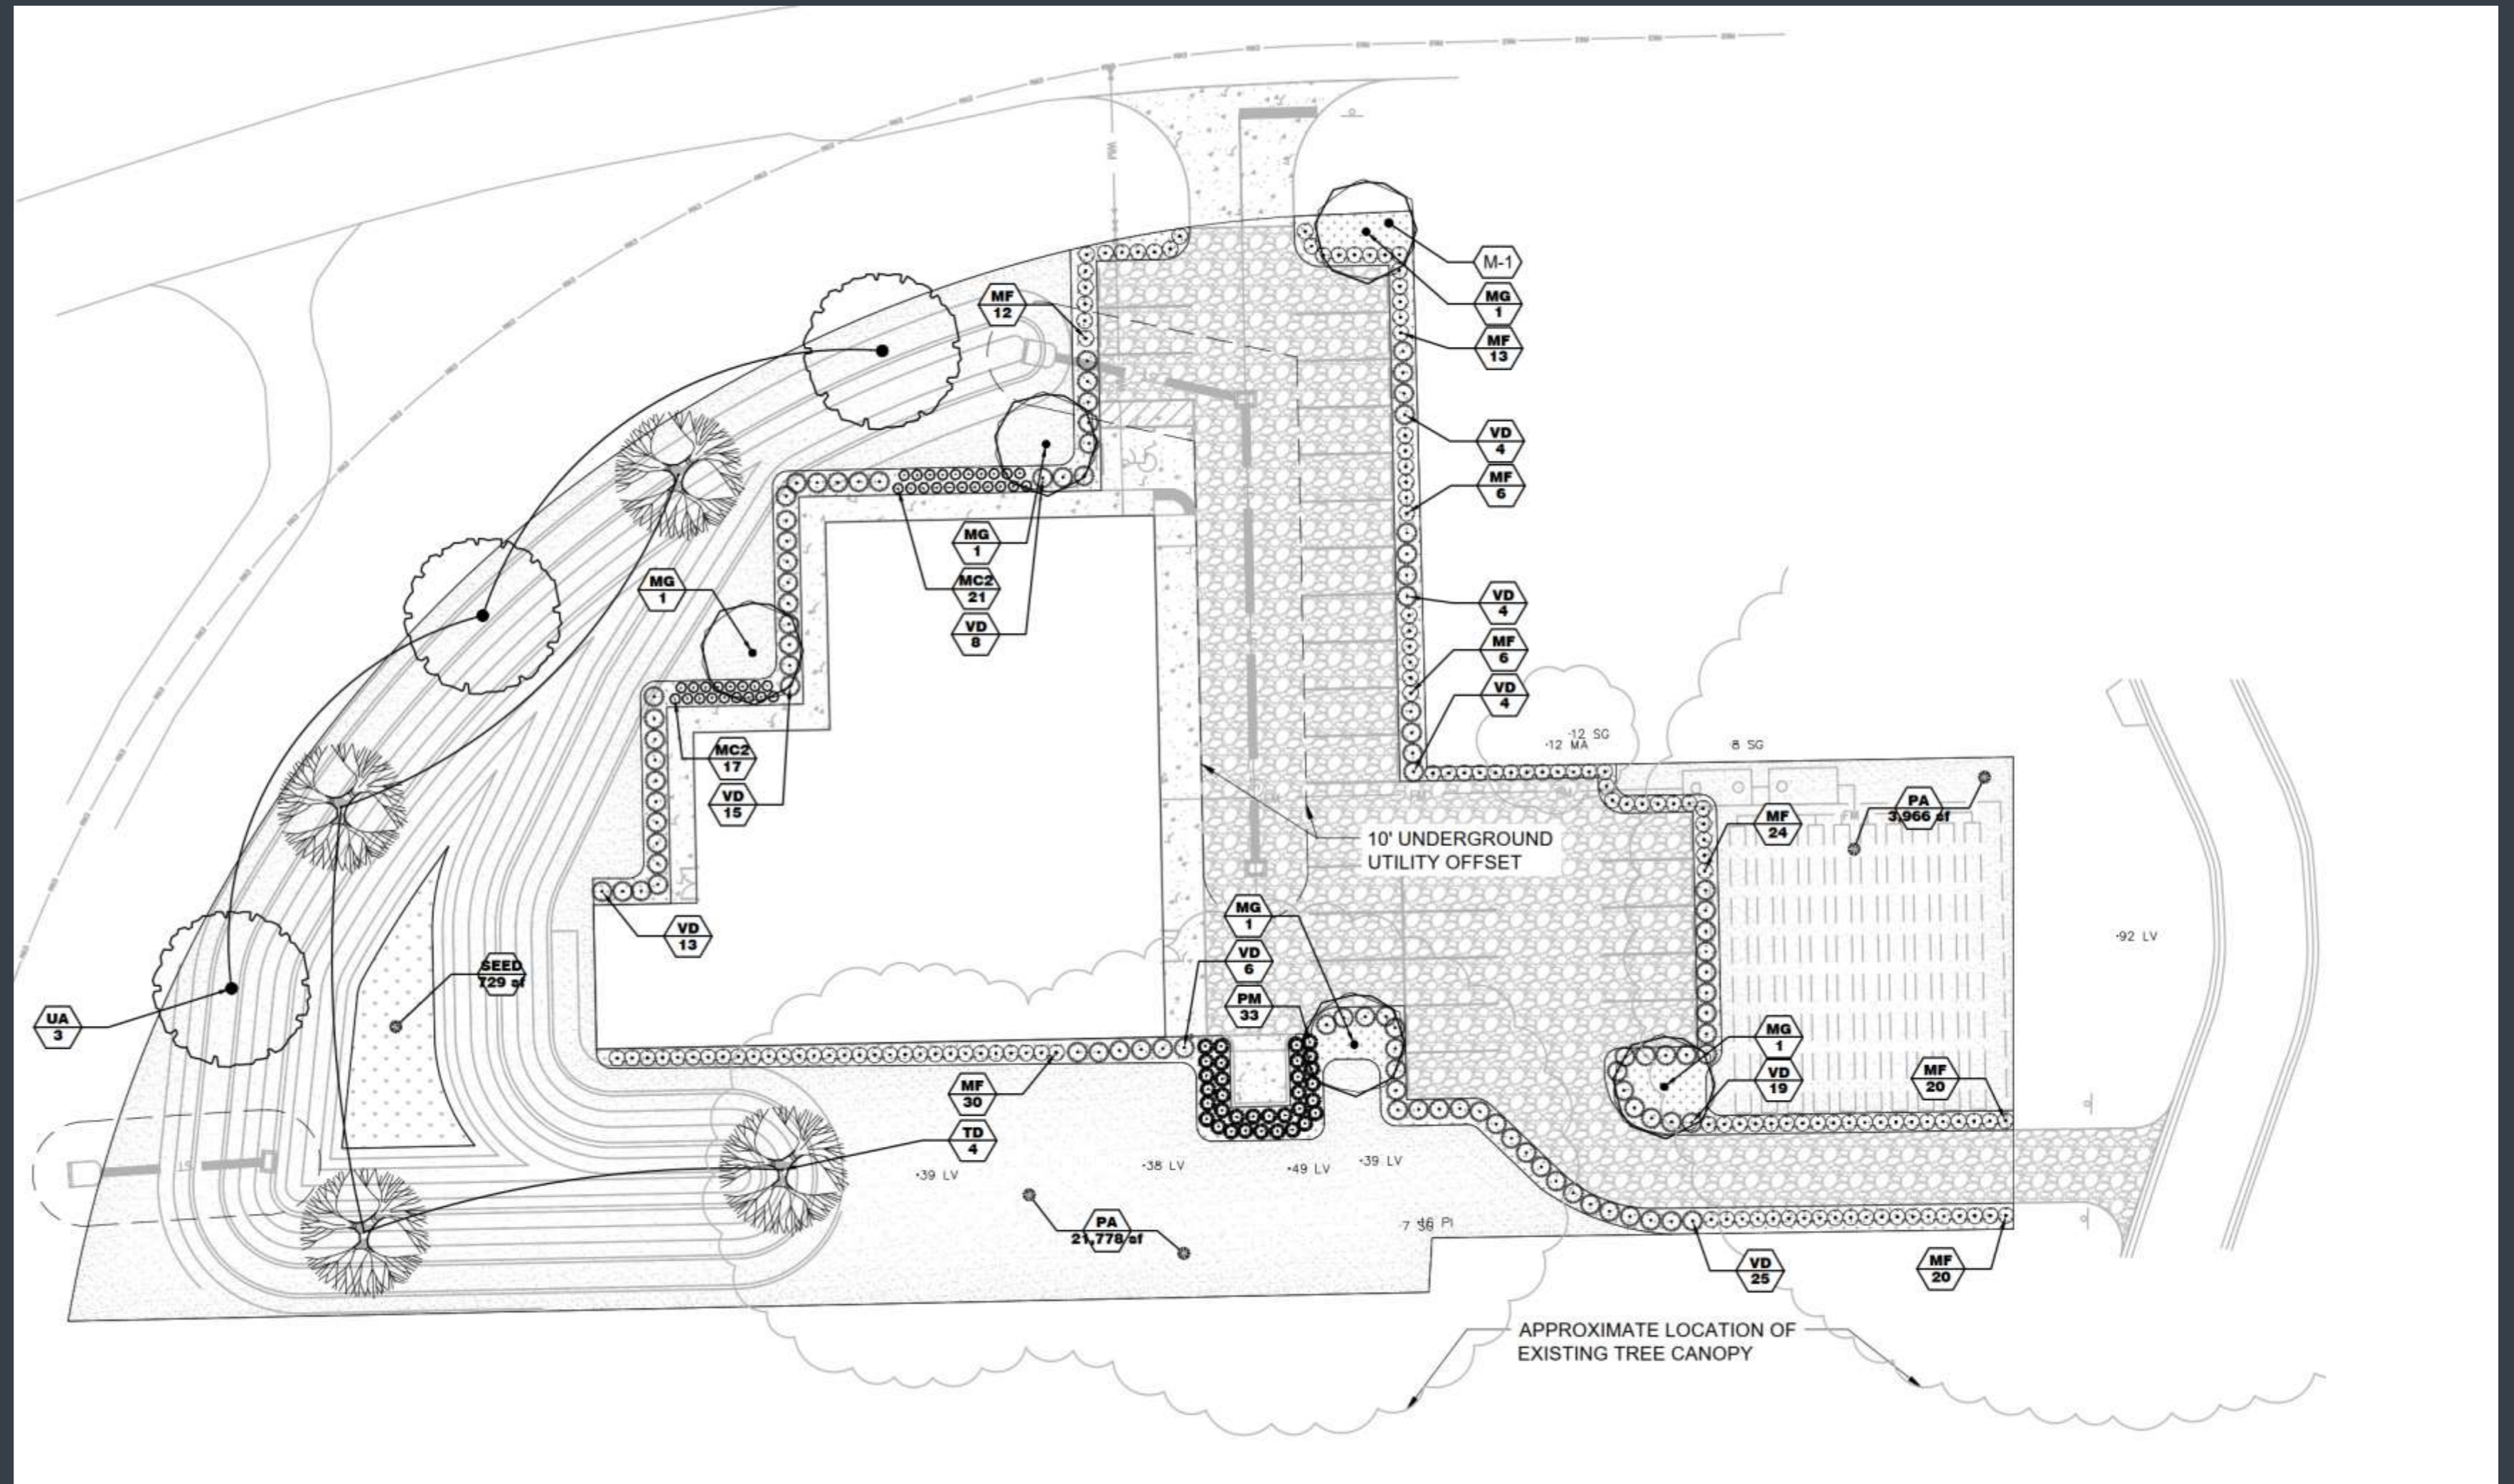 WM
M-1
MG
1
MF
12
MF
13
VD
4
MF
6
MG
1
MC2
21
VD
8
MG
1
VD
4
MF
6
VD
4
MC2
17
VD
15
·12 SG
·12 MA
·8 SG
PA
3,966 sf
MF
24
FM
10' UNDERGROUND
UTILITY OFFSET
VD
13
MG
1
VD
6
PM
33
·92 LV
SEED
729 sf
UA
3
MG
1
VD
19
MF
20
MF
30
TD
4
ST
·39 LV
·38 LV
·49 LV
·39 LV
PA
21,778 sf
VD
25
MF
20
APPROXIMATE LOCATION OF
EXISTING TREE CANOPY